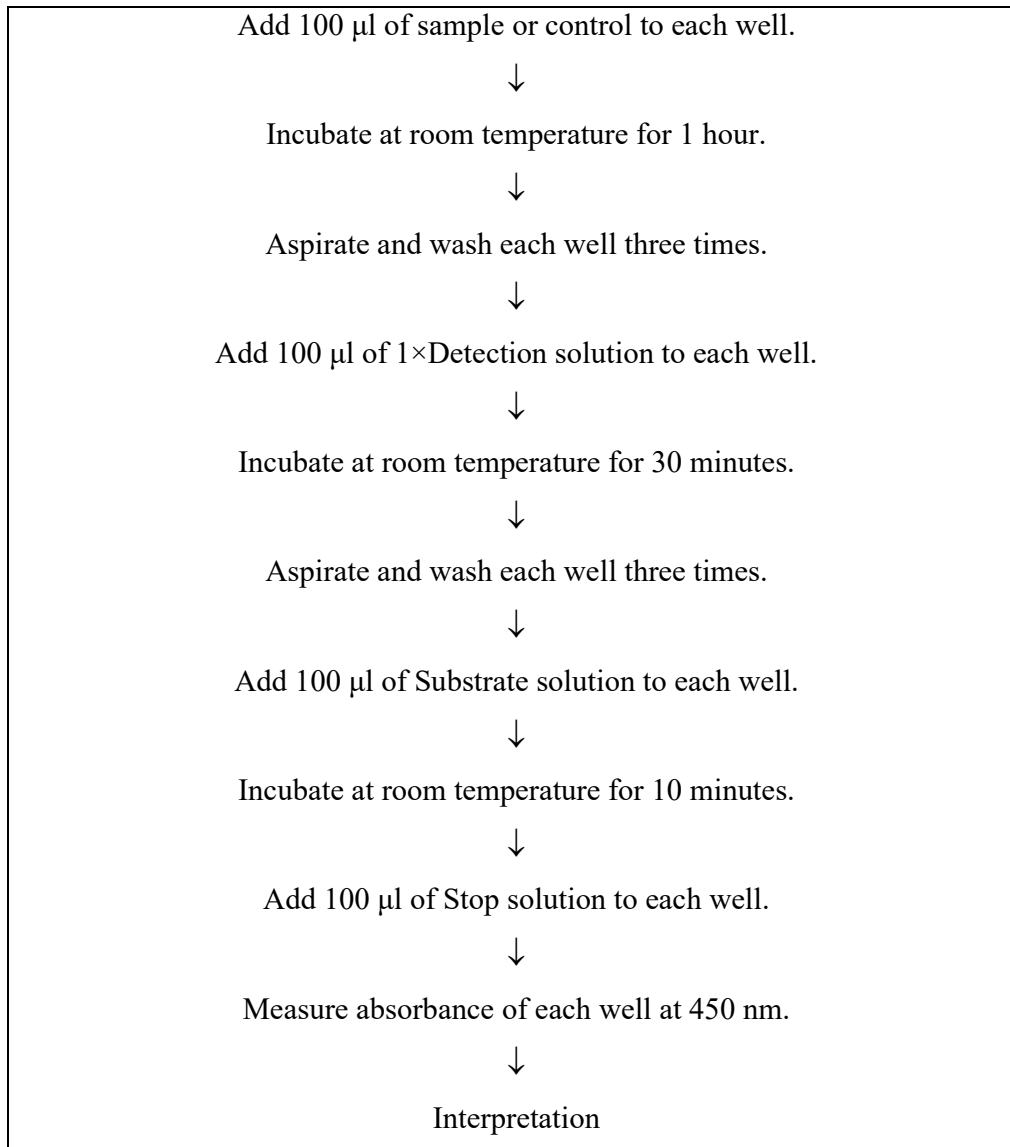 Add 100 μl of sample or control to each well.
↓
Incubate at room temperature for 1 hour.
↓
Aspirate and wash each well three times.
↓
Add 100 μl of 1×Detection solution to each well.
↓
Incubate at room temperature for 30 minutes.
↓
Aspirate and wash each well three times.
↓
Add 100 μl of Substrate solution to each well.
↓
Incubate at room temperature for 10 minutes.
↓
Add 100 μl of Stop solution to each well.
↓
Measure absorbance of each well at 450 nm.
↓
Interpretation